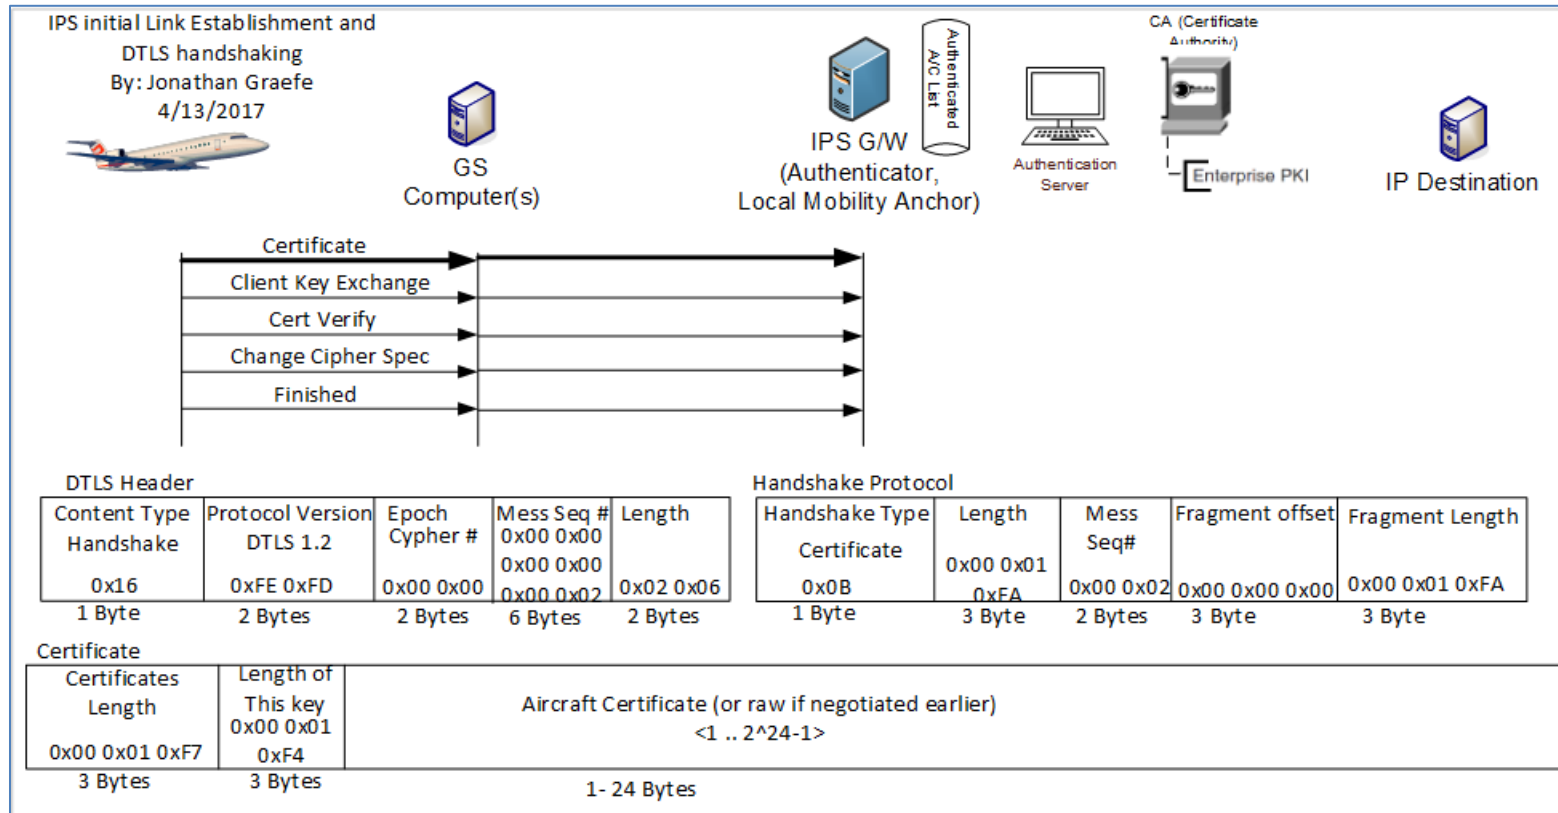 IPS initial Link Establishment and
DTLS handshaking
By: Jonathan Graefe
4/13/2017
GS
Computer(s)
IPS G/W
(Authenticator,
Local Mobility Anchor)
Authenticated
A/C List
Authentication
Server
CA (Certificate
Authority)
Enterprise PKI
IP Destination
Certificate
Client Key Exchange
Cert Verify
Change Cipher Spec
Finished
DTLS Header
Content Type
Handshake
0x16
1 Byte
Protocol Version
DTLS 1.2
0xFE 0xFD
2 Bytes
Epoch
Cypher #
0x00 0x00
2 Bytes
Mess Seq #
0x00 0x00
0x00 0x00
0x00 0x02
6 Bytes
Length
0x02 0x06
2 Bytes
Handshake Protocol
Handshake Type
Certificate
0x0B
1 Byte
Length
0x00 0x01
0xFA
3 Byte
Mess
Seq#
0x00 0x02
2 Bytes
Fragment offset
0x00 0x00 0x00
3 Byte
Fragment Length
0x00 0x01 0xFA
3 Byte
Certificate
Certificates
Length
0x00 0x01 0xF7
3 Bytes
Length of
This key
0x00 0x01
0xF4
3 Bytes
Aircraft Certificate (or raw if negotiated earlier)
<1 .. 2^24-1>
1- 24 Bytes